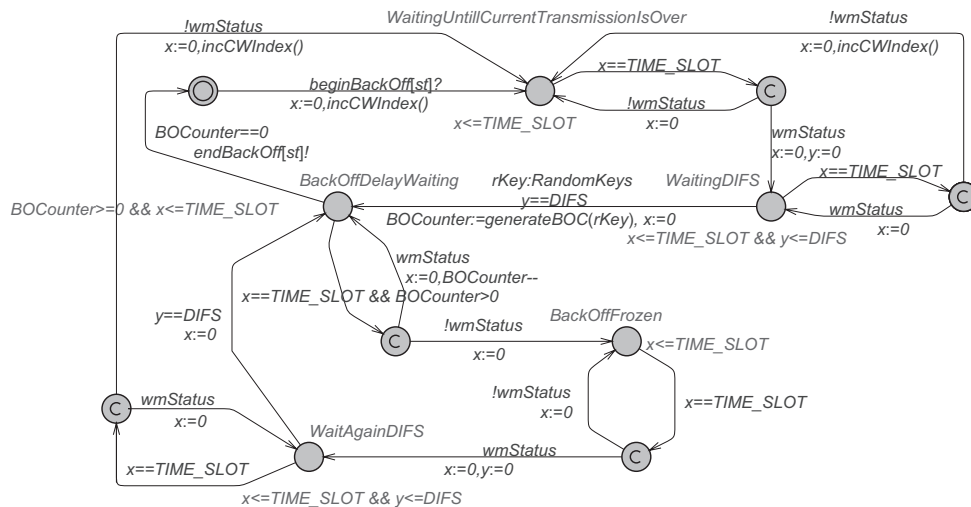 WaitingUntillCurrentTransmissionIsOver
!wmStatus
x:=0,incCWIndex()
!wmStatus
x:=0,incCWIndex()
x==TIME_SLOT
beginBackOff[st]?
x:=0,incCWIndex()
C
!wmStatus
x:=0
x<=TIME_SLOT
BOCounter==0
endBackOff[st]!
wmStatus
x:=0,y:=0
x==TIME_SLOT
BackOffDelayWaiting
rKey:RandomKeys
WaitingDIFS
y==DIFS
BOCounter>=0 && x<=TIME_SLOT
BOCounter:=generateBOC(rKey), x:=0
wmStatus
x:=0
C
x<=TIME_SLOT && y<=DIFS
wmStatus
x:=0,BOCounter--
x==TIME_SLOT && BOCounter>0
y==DIFS
x:=0
BackOffFrozen
C
!wmStatus
x:=0
x<=TIME_SLOT
!wmStatus
x:=0
x==TIME_SLOT
C
wmStatus
x:=0
WaitAgainDIFS
wmStatus
x:=0,y:=0
C
x==TIME_SLOT
x<=TIME_SLOT && y<=DIFS